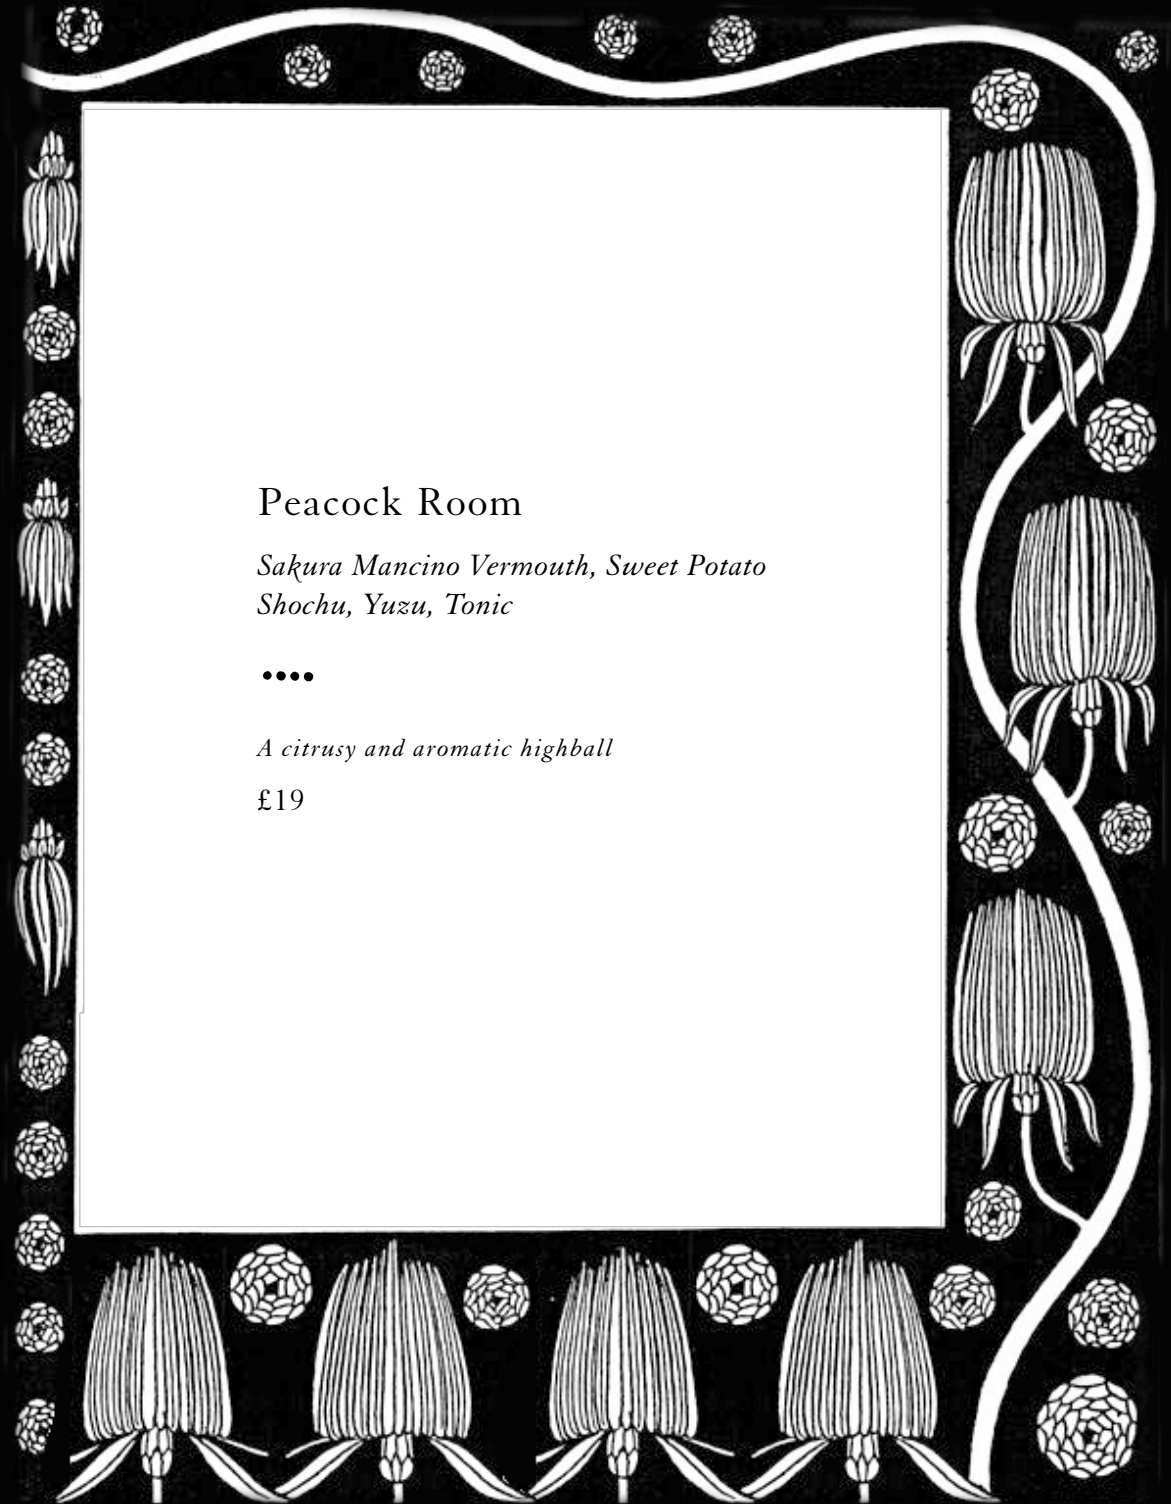 Peacock Room
Sakura Mancino Vermouth, Sweet Potato
Shochu, Yuzu, Tonic
••••
A citrusy and aromatic highball
£19